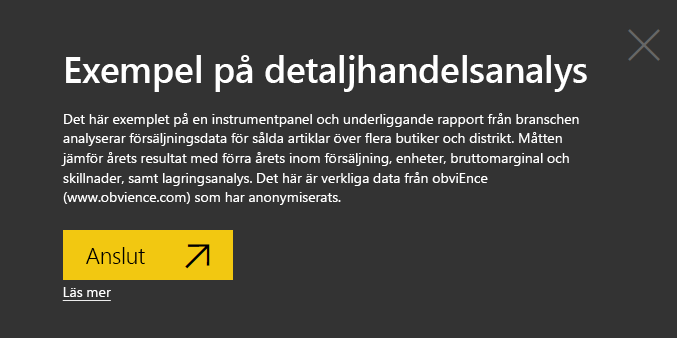 Exempel på detaljhandelsanalys
Det här exemplet på en instrumentpanel och underliggande rapport från branschen
analyserar försäljningsdata för sålda artiklar över flera butiker och distrikt. Måtten
jämför årets resultat med förra årets inom försäljning, enheter, bruttomarginal och
skillnader, samt lagringsanalys. Det här är verkliga data från obviEnce
(www.obvience.com) som har anonymiserats.
Anslut
Läs mer